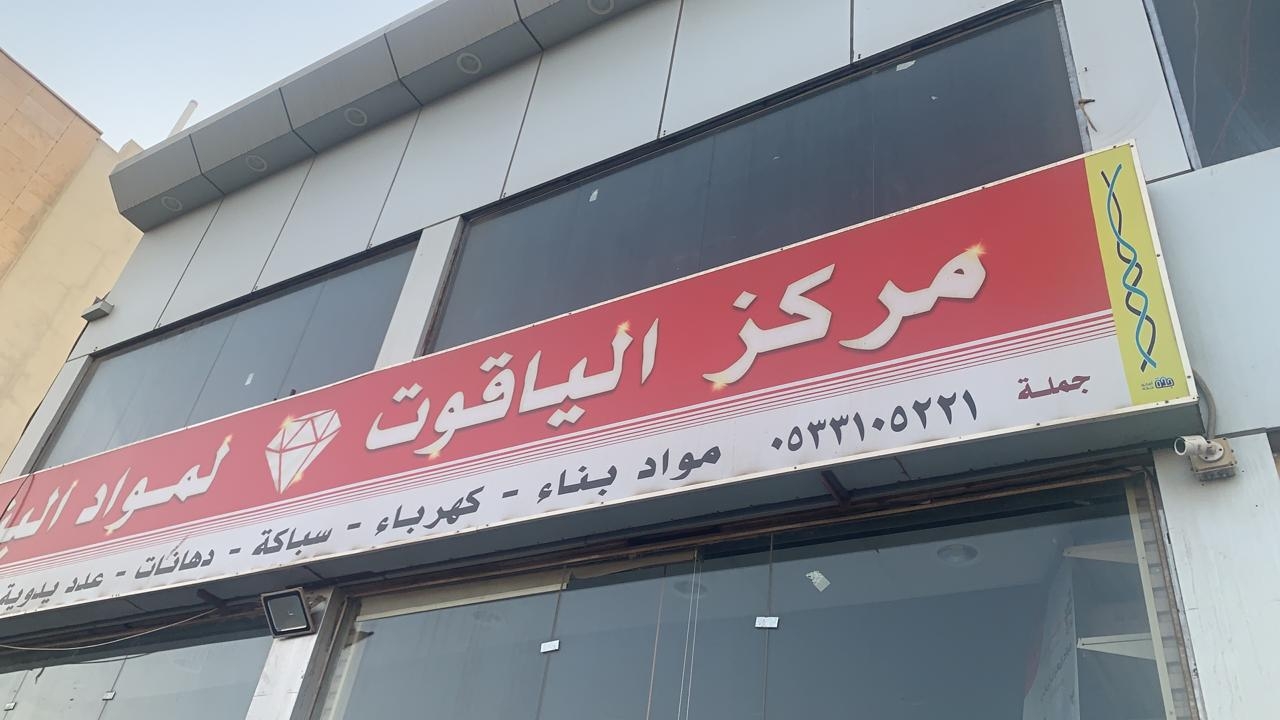 مركز الياقوت لمواد
جملة ٠٥٣٣١٠٥٢٢١ مواد بناء - كهرباء - سباكة - دهانات - عدد يدوية